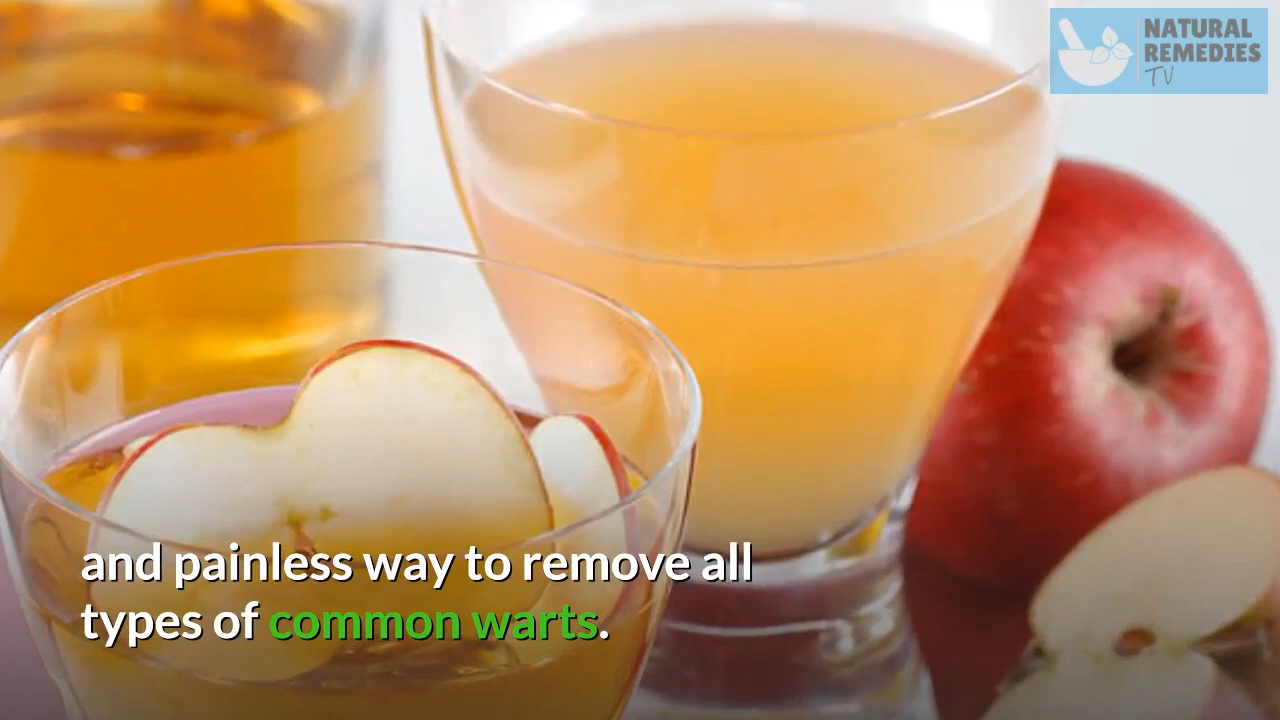 NATURAL
REMEDIES
TV
and painless way to remove all
types of common warts.